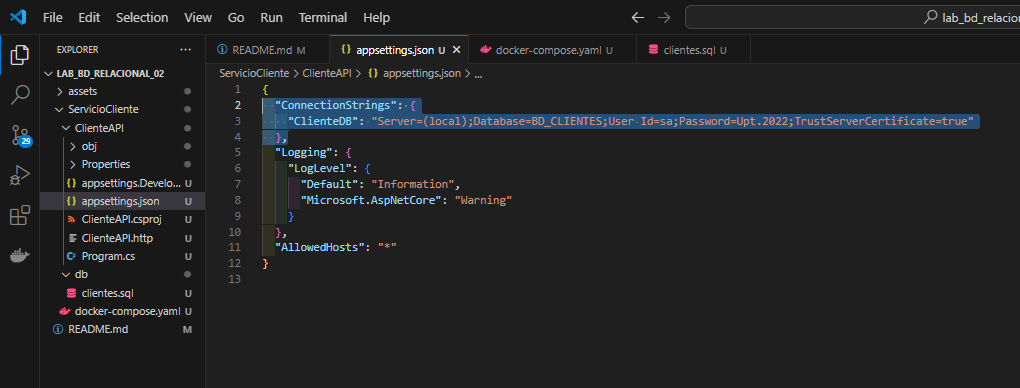 File Edit Selection View Go Run Terminal Help
lab_bd_relacion
EXPLORER
README.md M
appsettings.json U
docker-compose.yaml U
clientes.sql U
LAB_BD_RELACIONAL_02
assets
ServicioCliente
ClienteAPI
obj
Properties
appsettings.Develo... U
appsettings.json U
ClienteAPI.csproj U
ClienteAPI.http U
Program.cs U
db
clientes.sql U
docker-compose.yaml U
README.md M
29
ServicioCliente > ClienteAPI > {} appsettings.json > ...
1 {
2 "ConnectionStrings": {
3 "ClienteDB": "Server=(local);Database=BD_CLIENTES;User Id=sa;Password=Upt.2022;TrustServerCertificate=true"
4 },
5 "Logging": {
6 "LogLevel": {
7 "Default": "Information",
8 "Microsoft.AspNetCore": "Warning"
9 }
10 },
11 "AllowedHosts": "*"
12 }
13